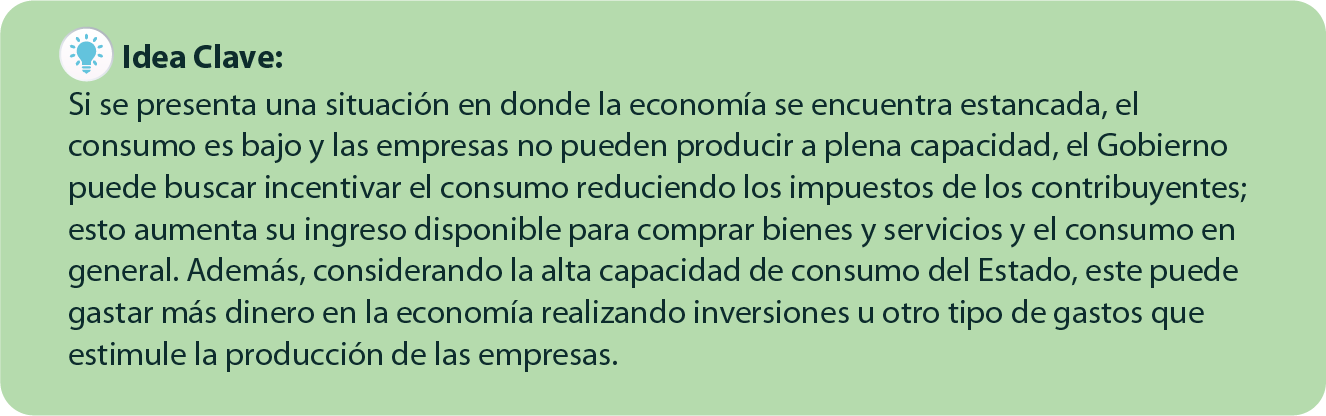 Idea Clave:
Si se presenta una situación en donde la economía se encuentra estancada, el
consumo es bajo y las empresas no pueden producir a plena capacidad, el Gobierno
puede buscar incentivar el consumo reduciendo los impuestos de los contribuyentes;
esto aumenta su ingreso disponible para comprar bienes y servicios y el consumo en
general. Además, considerando la alta capacidad de consumo del Estado, este puede
gastar más dinero en la economía realizando inversiones u otro tipo de gastos que
estimule la producción de las empresas.